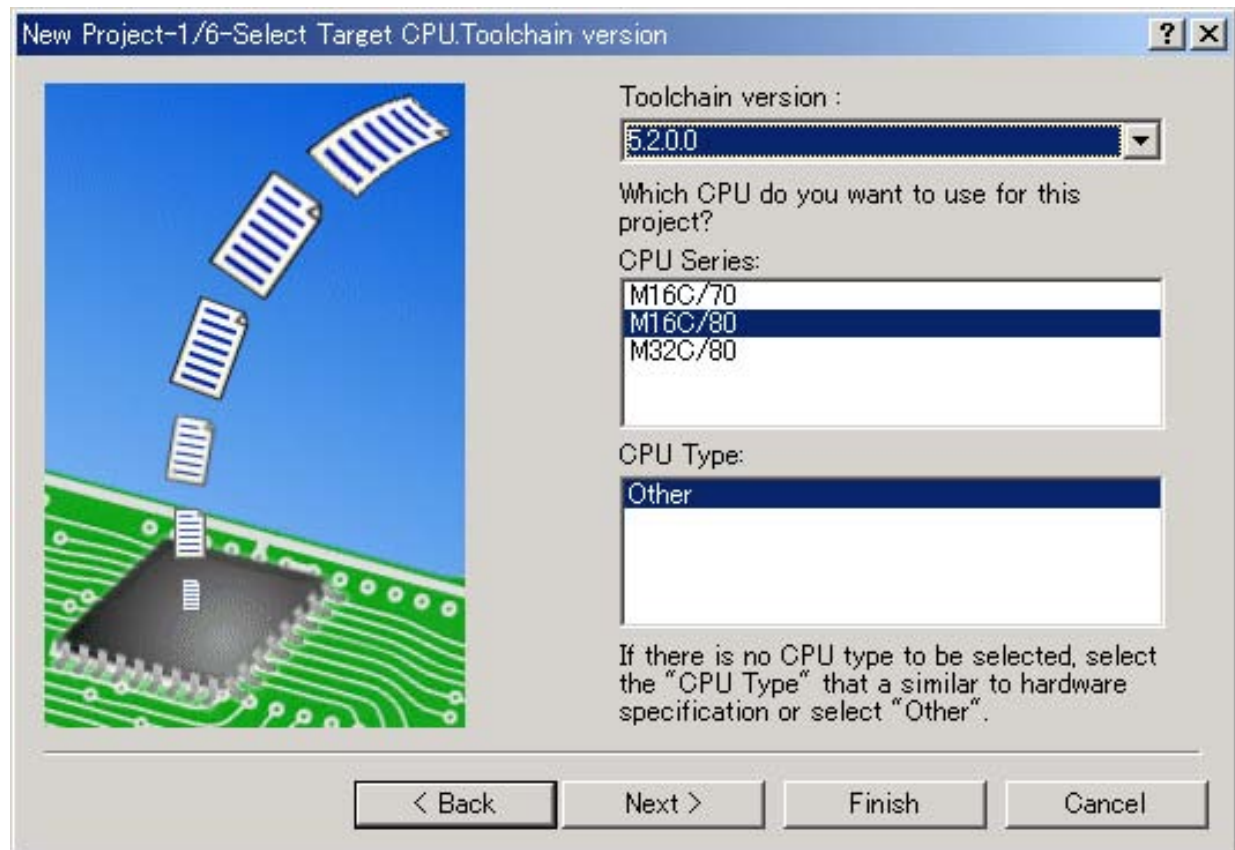 New Project-1/6-Select Target CPU.Toolchain version
Toolchain version :
5.2.0.0
Which CPU do you want to use for this
project?
CPU Series:
M16C/70
M16C/80
M32C/80
CPU Type:
Other
If there is no CPU type to be selected, select
the "CPU Type" that a similar to hardware
specification or select "Other".
< Back
Next >
Finish
Cancel